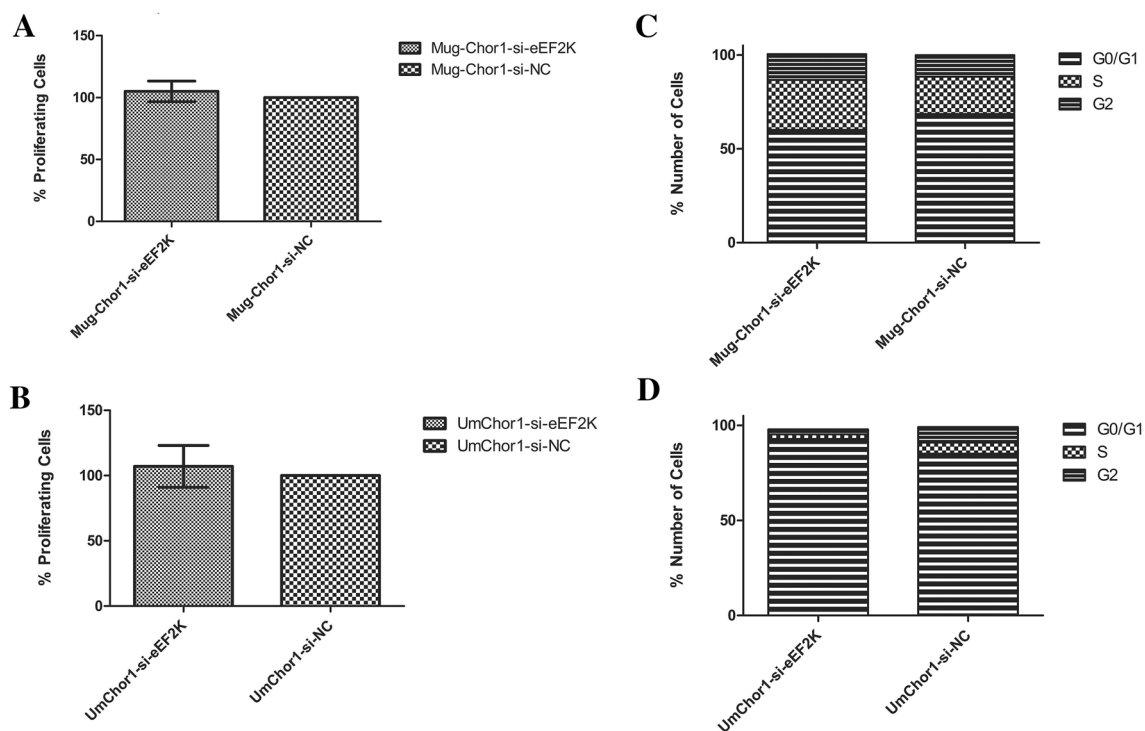 A
% Proliferating Cells
150
100
50
0
Mug-Chor1-si-eEF2K
Mug-Chor1-si-NC
Mug-Chor1-si-eEF2K
Mug-Chor1-si-NC
C
% Number of Cells
100
50
0
Mug-Chor1-si-eEF2K
Mug-Chor1-si-NC
G0/G1
S
G2
B
% Proliferating Cells
150
100
50
0
UmChor1-si-eEF2K
UmChor1-si-NC
UmChor1-si-eEF2K
UmChor1-si-NC
D
% Number of Cells
100
50
0
UmChor1-si-eEF2K
UmChor1-si-NC
G0/G1
S
G2